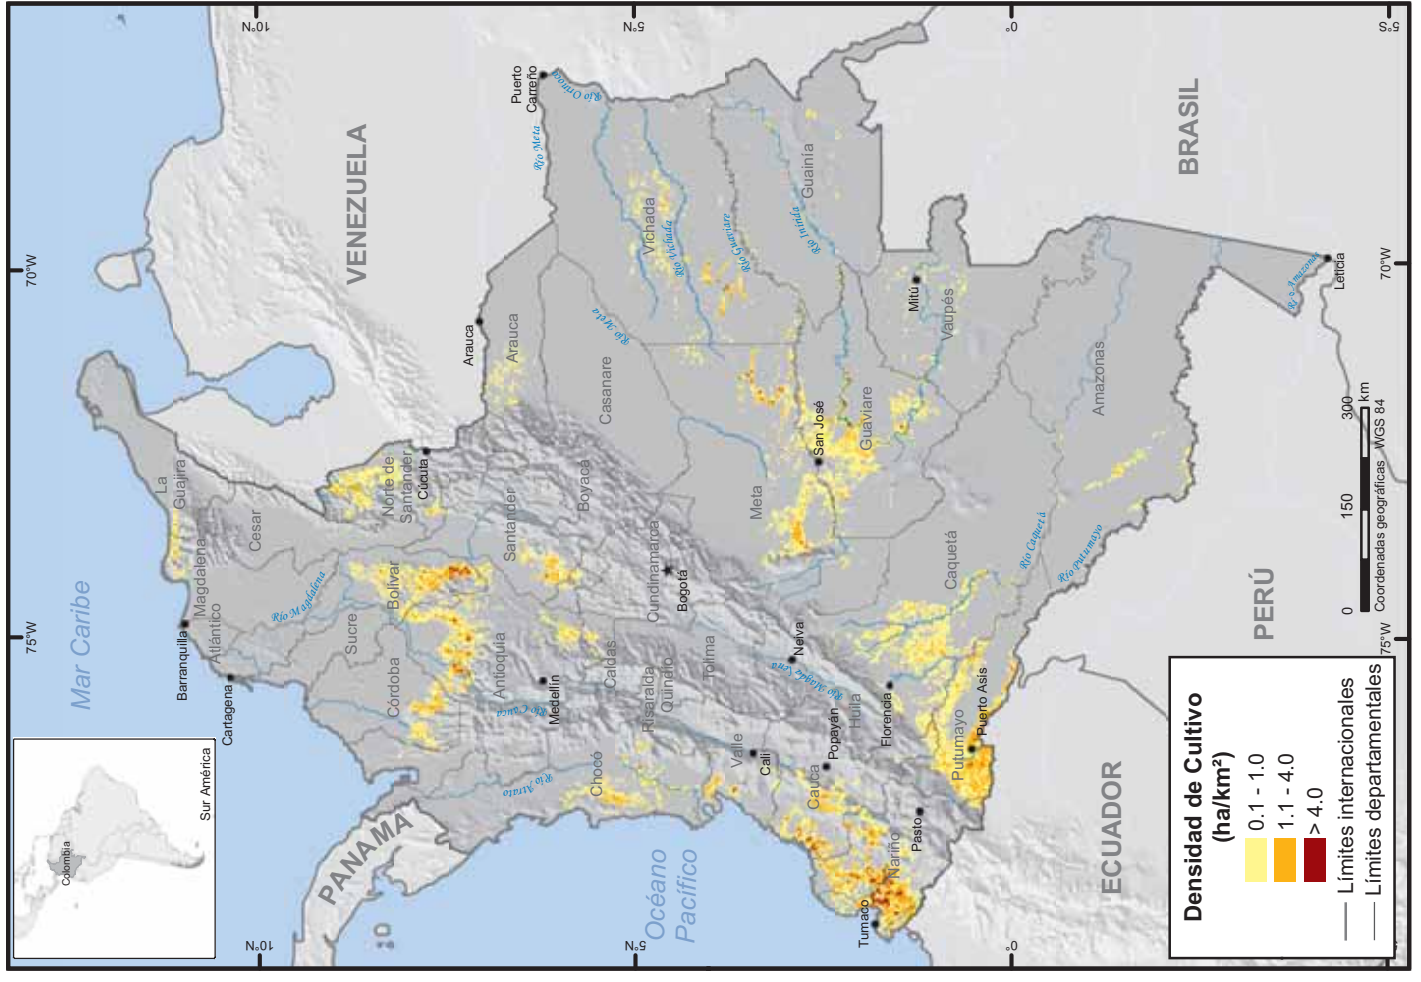 10°N
5°N
0°
5°S
70°W
75°W
Mar Caribe
VENEZUELA
BRASIL
PERÚ
ECUADOR
PANAMA
Océano
Pacífico
Sur América
Colombia
Puerto
Carreño
Río Orinoco
Río Meta
Vichada
Río Vichada
Río Guaviare
Río Inírida
Guainía
Arauca
Arauca
Río Meta
Casanare
Mitú
Vaupés
Leticia
Amazonas
San José
Guaviare
Meta
La
Guajira
Magdalena
Cesar
Norte de
Santander
Cúcuta
Santander
Boyacá
Cundinamarca
Bogotá
Barranquilla
Atlántico
Cartagena
Río Magdalena
Sucre
Bolívar
Córdoba
Antioquia
Medellín
Río Cauca
Caldas
Risaralda
Quindío
Tolima
Neiva
Río Magdalena
Huila
Florencia
Caquetá
Río Caquetá
Río Putumayo
Puerto Asís
Putumayo
Chocó
Río Atrato
Valle
Cali
Popayán
Cauca
Pasto
Nariño
Tumaco
10°N
5°N
0°
70°W
75°W
0
150
300
km
Coordenadas geográficas WGS 84
Densidad de Cultivo
(ha/km²)
0.1 - 1.0
1.1 - 4.0
> 4.0
Límites internacionales
Límites departamentales